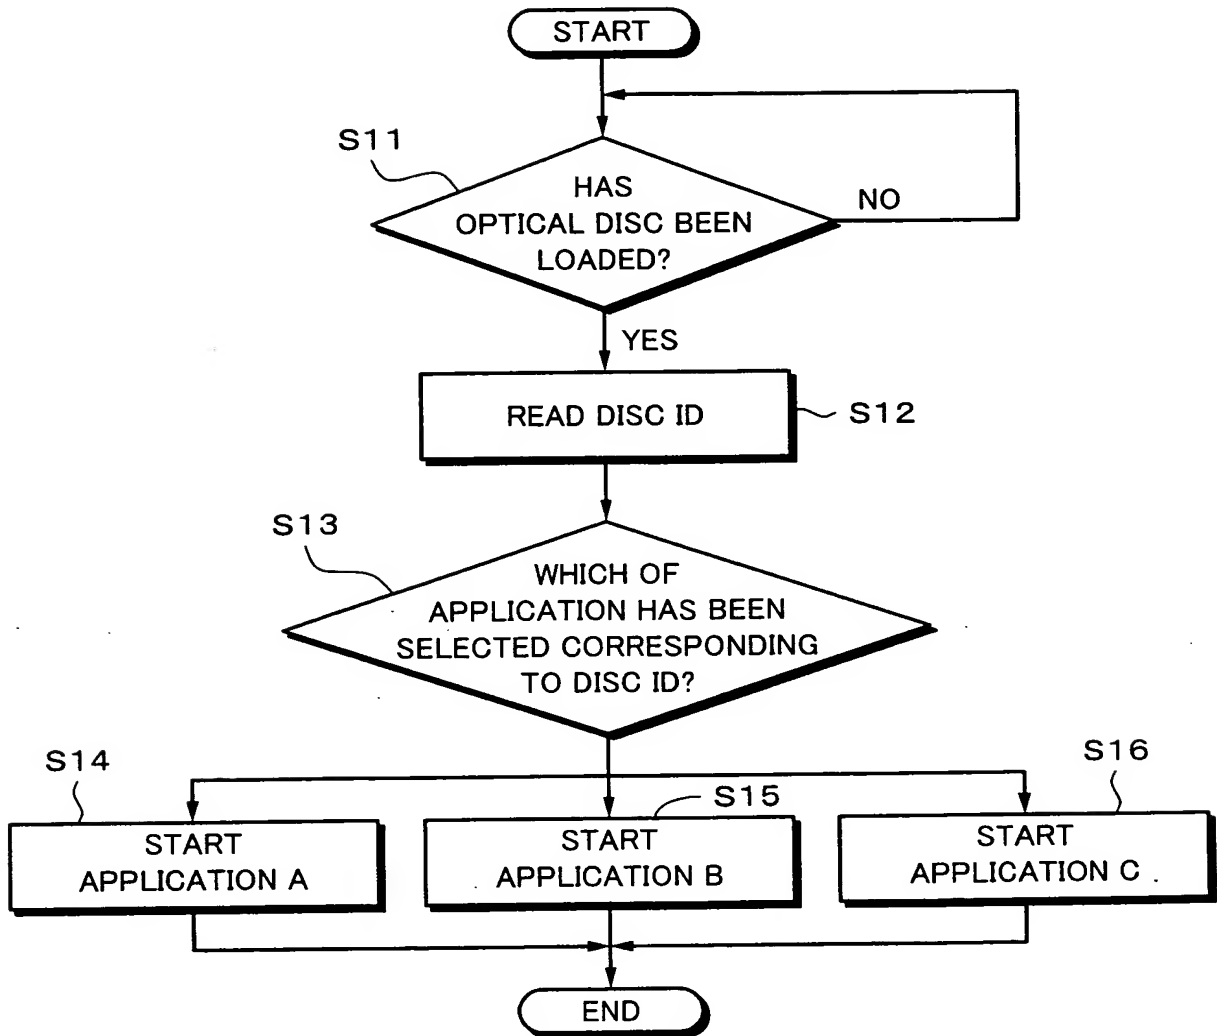 START
S11
HAS
OPTICAL DISC BEEN
LOADED?
NO
YES
READ DISC ID
S12
S13
WHICH OF
APPLICATION HAS BEEN
SELECTED CORRESPONDING
TO DISC ID?
S14
S15
S16
START
APPLICATION A
START
APPLICATION B
START
APPLICATION C
END